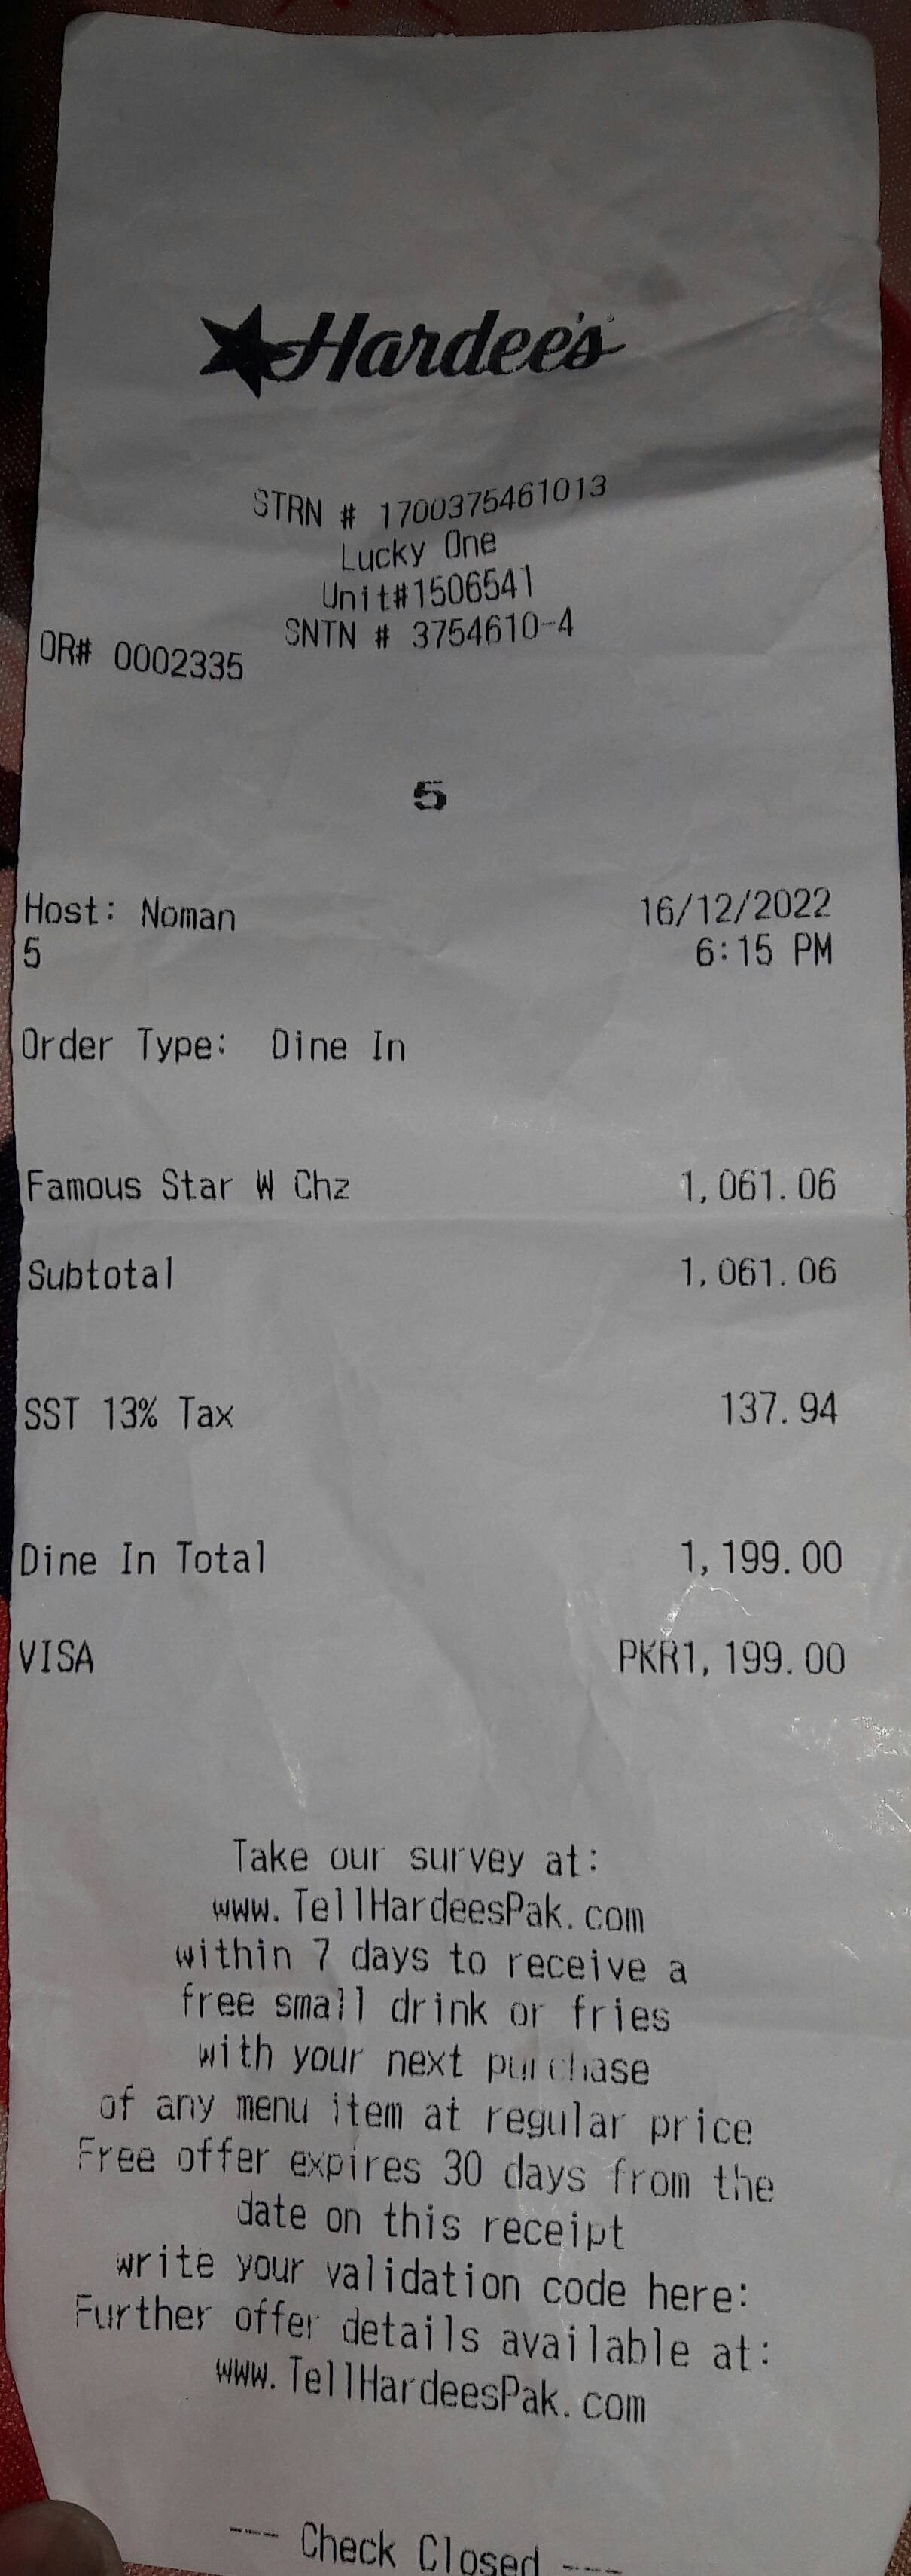 Hardee's
STRN # 1700375461013
Lucky One
Unit#1506541
SNTN # 3754610-4
OR# 0002335
5
Host: Noman 16/12/2022
5 6:15 PM
Order Type: Dine In
Famous Star W Chz 1,061.06
Subtotal 1,061.06
SST 13% Tax 137.94
Dine In Total 1,199.00
VISA PKR1,199.00
Take our survey at:
www.TellHardeesPak.com
within 7 days to receive a
free small drink or fries
with your next purchase
of any menu item at regular price
Free offer expires 30 days from the
date on this receipt
write your validation code here:
Further offer details available at:
www.TellHardeesPak.com
--- Check Closed ---